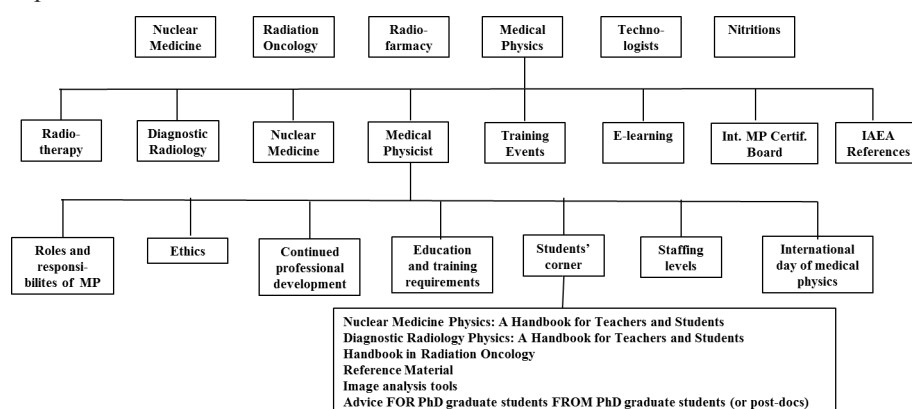 Nuclear
Medicine
Radiation
Oncology
Radio-
farmacy
Medical
Physics
Techno-
logists
Nitritions
Radio-
therapy
Diagnostic
Radiology
Nuclear
Medicine
Medical
Physicist
Training
Events
E-learning
Int. MP Certif.
Board
IAEA
References
Roles and
responsi-
bilites of MP
Ethics
Continued
professional
development
Education
and training
requirements
Students'
corner
Staffing
levels
International
day of medical
physics
Nuclear Medicine Physics: A Handbook for Teachers and Students
Diagnostic Radiology Physics: A Handbook for Teachers and Students
Handbook in Radiation Oncology
Reference Material
Image analysis tools
Advice FOR PhD graduate students FROM PhD graduate students (or post-docs)